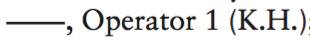 ———, Operator 1 (K.H.);